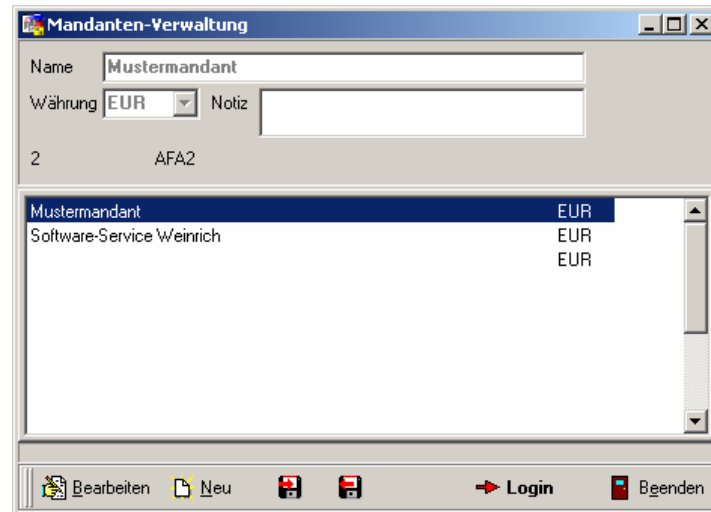 Mandanten-Verwaltung
Name Mustermandant
Währung EUR Notiz
2 AFA2
Mustermandant EUR
Software-Service Weinrich EUR
EUR
Bearbeiten Neu Login Beenden